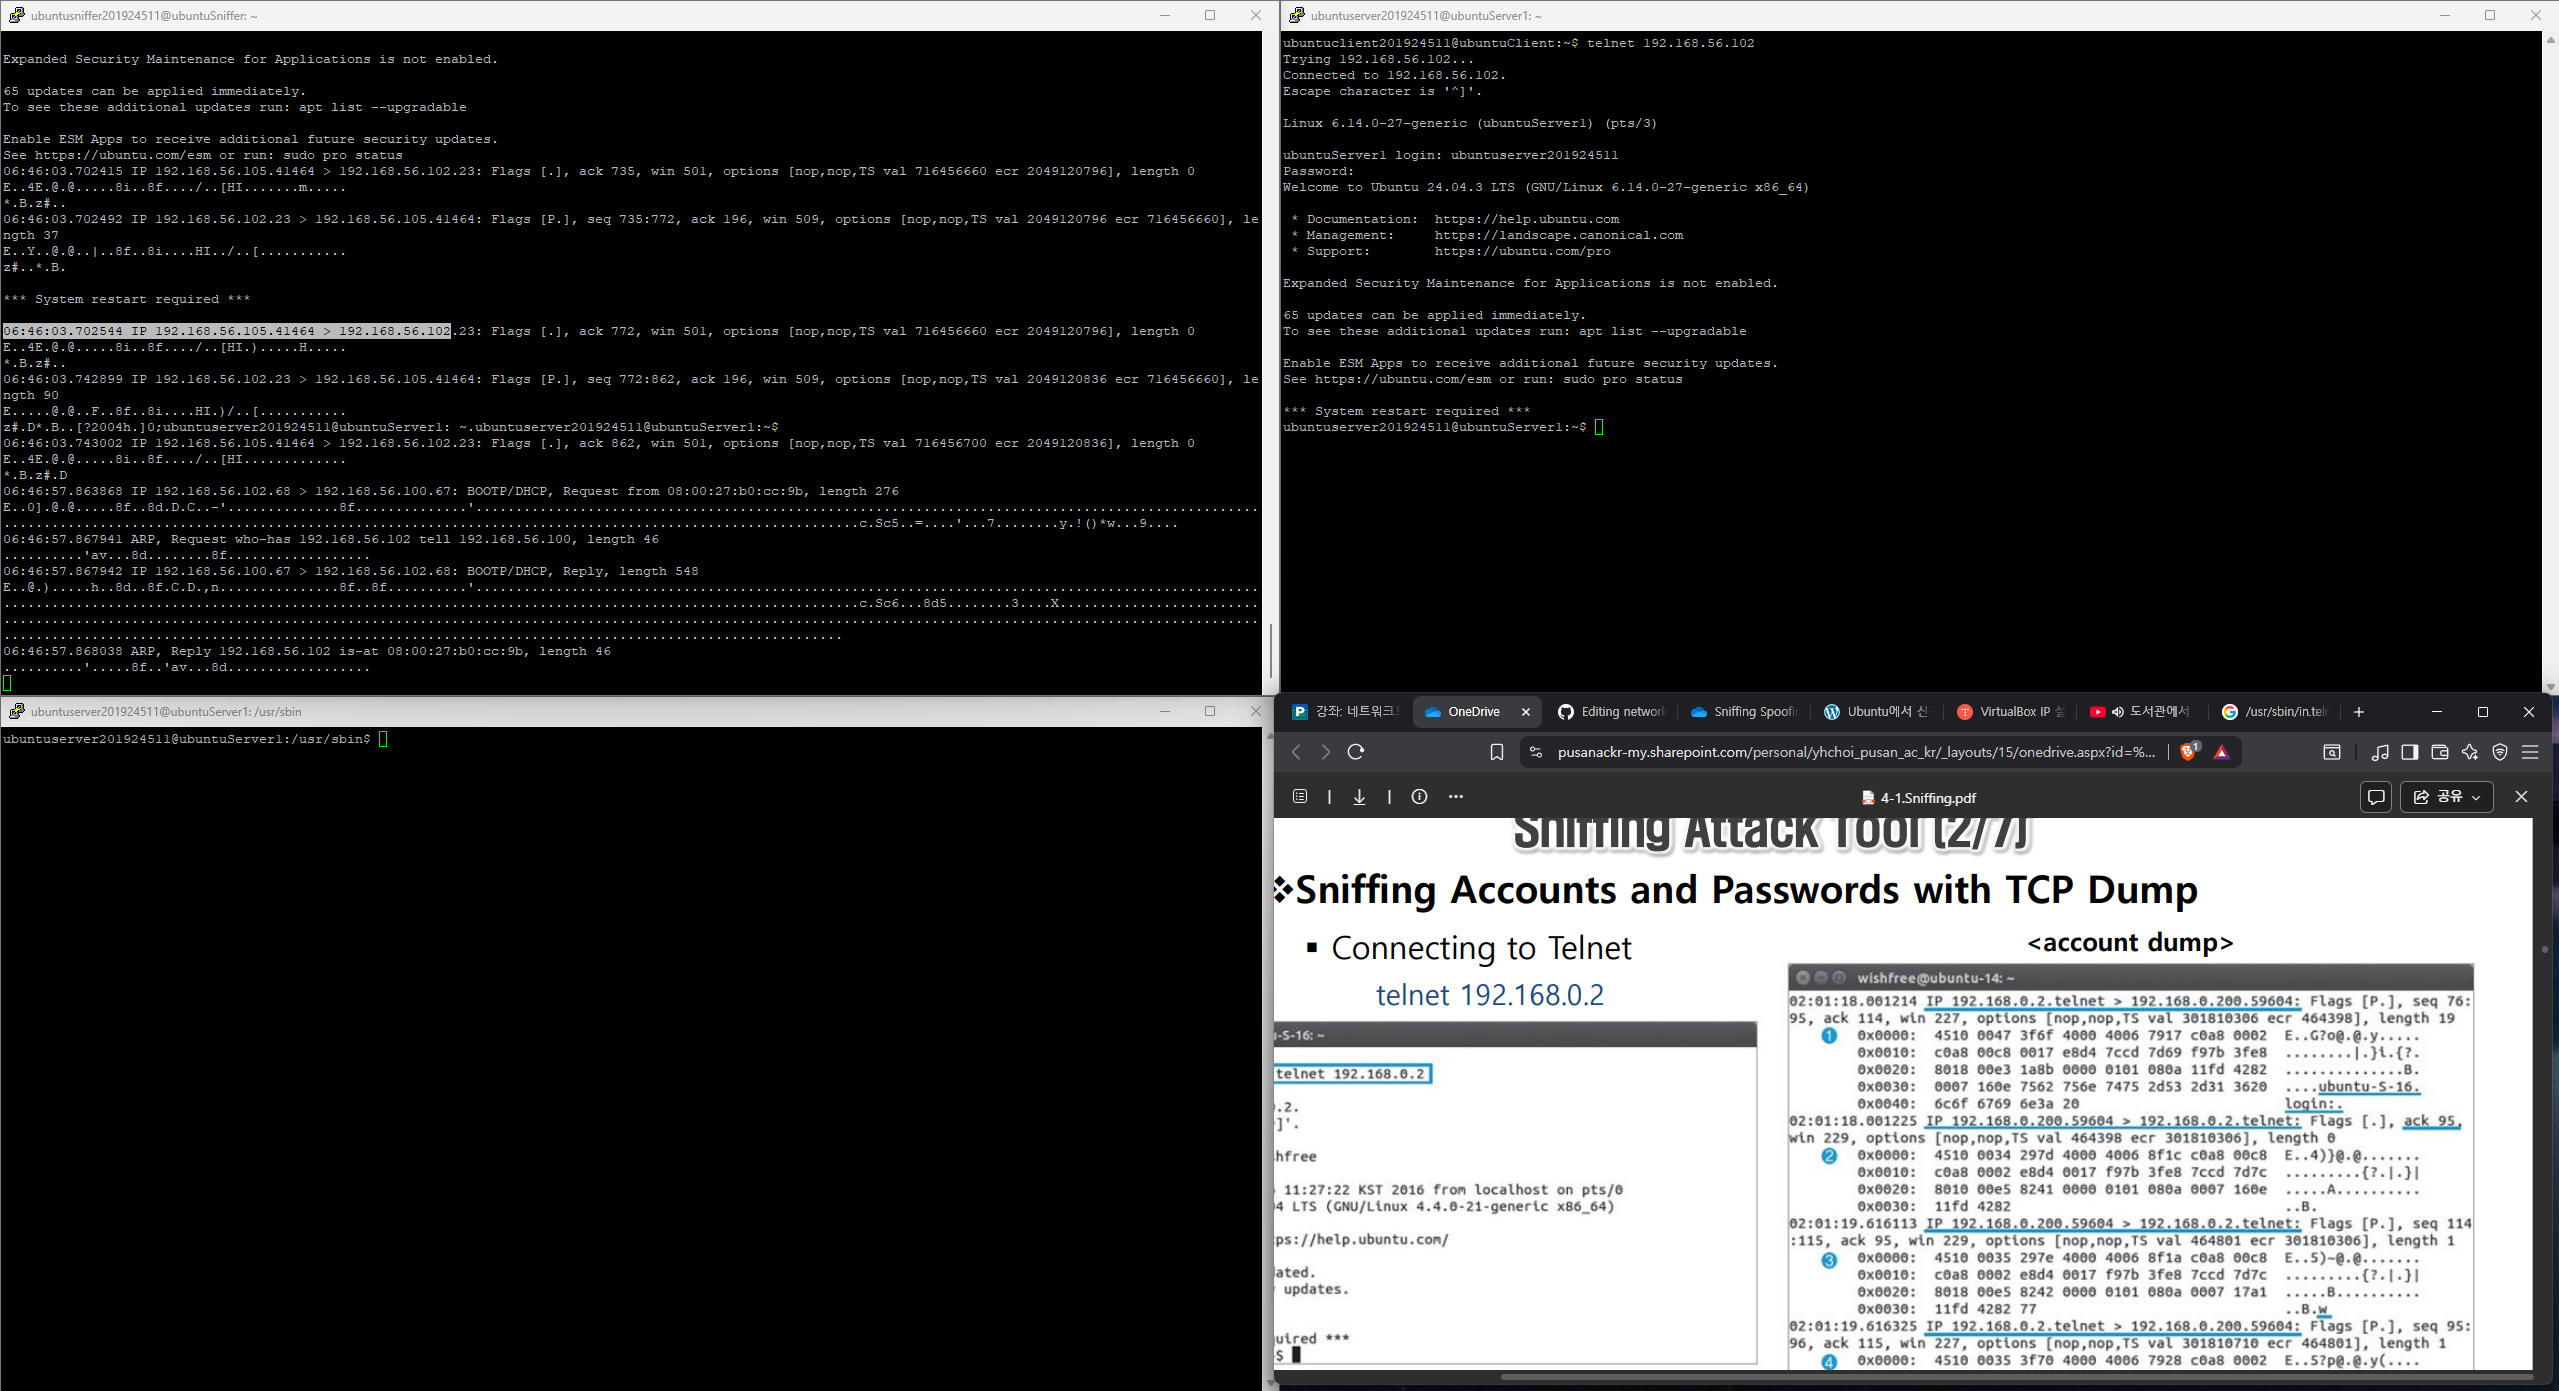 ubuntusniffer201924511@ubuntuSniffer: ~
Expanded Security Maintenance for Applications is not enabled.
65 updates can be applied immediately.
To see these additional updates run: apt list --upgradable
Enable ESM Apps to receive additional future security updates.
See https://ubuntu.com/esm or run: sudo pro status
06:46:03.702415 IP 192.168.56.105.41464 > 192.168.56.102.23: Flags [.], ack 735, win 501, options [nop,nop,TS val 716456660 ecr 2049120796], length 0
E..4E.@.@.....8i..8f..../..[HI.......m.....
*.B.z#..
06:46:03.702492 IP 192.168.56.102.23 > 192.168.56.105.41464: Flags [P.], seq 735:772, ack 196, win 509, options [nop,nop,TS val 2049120796 ecr 716456660], le
ngth 37
E..Y..@.@..|..8f..8i....HI../..[...........
z#..*.B.
*** System restart required ***
06:46:03.702544 IP 192.168.56.105.41464 > 192.168.56.102.23: Flags [.], ack 772, win 501, options [nop,nop,TS val 716456660 ecr 2049120796], length 0
E..4E.@.@.....8i..8f..../..[HI.).....H.....
*.B.z#..
06:46:03.742899 IP 192.168.56.102.23 > 192.168.56.105.41464: Flags [P.], seq 772:862, ack 196, win 509, options [nop,nop,TS val 2049120836 ecr 716456660], le
ngth 90
E.....@.@..F..8f..8i....HI.)/..[...........
z#.D*.B..[?2004h.]0;ubuntuserver201924511@ubuntuServer1: ~.ubuntuserver201924511@ubuntuServer1:~$
06:46:03.743002 IP 192.168.56.105.41464 > 192.168.56.102.23: Flags [.], ack 862, win 501, options [nop,nop,TS val 716456700 ecr 2049120836], length 0
E..4E.@.@.....8i..8f..../..[HI.............
*.B.z#.D
06:46:57.863868 IP 192.168.56.102.68 > 192.168.56.100.67: BOOTP/DHCP, Request from 08:00:27:b0:cc:9b, length 276
06:46:57.867941 ARP, Request who-has 192.168.56.102 tell 192.168.56.100, length 46
..........'av...8d........8f..................
06:46:57.867942 IP 192.168.56.100.67 > 192.168.56.102.68: BOOTP/DHCP, Reply, length 548
06:46:57.868038 ARP, Reply 192.168.56.102 is-at 08:00:27:b0:cc:9b, length 46
..........'.....8f..'av...8d..................
ubuntuserver201924511@ubuntuServer1: ~
ubuntuclient201924511@ubuntuClient:~$ telnet 192.168.56.102
Trying 192.168.56.102...
Connected to 192.168.56.102.
Escape character is '^]'.
Linux 6.14.0-27-generic (ubuntuServer1) (pts/3)
ubuntuServer1 login: ubuntuserver201924511
Password:
Welcome to Ubuntu 24.04.3 LTS (GNU/Linux 6.14.0-27-generic x86_64)
* Documentation: https://help.ubuntu.com
* Management: https://landscape.canonical.com
* Support: https://ubuntu.com/pro
Expanded Security Maintenance for Applications is not enabled.
65 updates can be applied immediately.
To see these additional updates run: apt list --upgradable
Enable ESM Apps to receive additional future security updates.
See https://ubuntu.com/esm or run: sudo pro status
*** System restart required ***
ubuntuserver201924511@ubuntuServer1:~$
ubuntuserver201924511@ubuntuServer1: /usr/sbin
ubuntuserver201924511@ubuntuServer1:/usr/sbin$
강좌: 네트워크 OneDrive Editing networ Sniffing Spoofi Ubuntu에서 신 VirtualBox IP 설 도서관에서 /usr/sbin/in.tel
pusanackr-my.sharepoint.com/personal/yhchoi_pusan_ac_kr/_layouts/15/onedrive.aspx?id=%... 1
4-1.Sniffing.pdf 공유
Sniffing Attack Tool (2/7)
❖Sniffing Accounts and Passwords with TCP Dump
▪ Connecting to Telnet
telnet 192.168.0.2
u-S-16: ~
telnet 192.168.0.2
.2.
]'.
hfree
11:27:22 KST 2016 from localhost on pts/0
4 LTS (GNU/Linux 4.4.0-21-generic x86_64)
ps://help.ubuntu.com/
ated.
updates.
uired ***
$
<account dump>
wishfree@ubuntu-14: ~
02:01:18.001214 IP 192.168.0.2.telnet > 192.168.0.200.59604: Flags [P.], seq 76:
95, ack 114, win 227, options [nop,nop,TS val 301810306 ecr 464398], length 19
1 0x0000: 4510 0047 3f6f 4000 4006 7917 c0a8 0002 E..G?o@.@.y.....
0x0010: c0a8 00c8 0017 e8d4 7ccd 7d69 f97b 3fe8 ........|.}i.{?.
0x0020: 8018 00e3 1a8b 0000 0101 080a 11fd 4282 ..............B.
0x0030: 0007 160e 7562 756e 7475 2d53 2d31 3620 ....ubuntu-S-16.
0x0040: 6c6f 6769 6e3a 20 login:.
02:01:18.001225 IP 192.168.0.200.59604 > 192.168.0.2.telnet: Flags [.], ack 95,
win 229, options [nop,nop,TS val 464398 ecr 301810306], length 0
2 0x0000: 4510 0034 297d 4000 4006 8f1c c0a8 00c8 E..4)}@.@.......
0x0010: c0a8 0002 e8d4 0017 f97b 3fe8 7ccd 7d7c .........{?.|.}|
0x0020: 8010 00e5 8241 0000 0101 080a 0007 160e .....A..........
0x0030: 11fd 4282 ..B.
02:01:19.616113 IP 192.168.0.200.59604 > 192.168.0.2.telnet: Flags [P.], seq 114
:115, ack 95, win 229, options [nop,nop,TS val 464801 ecr 301810306], length 1
3 0x0000: 4510 0035 297e 4000 4006 8f1a c0a8 00c8 E..5)~@.@.......
0x0010: c0a8 0002 e8d4 0017 f97b 3fe8 7ccd 7d7c .........{?.|.}|
0x0020: 8018 00e5 8242 0000 0101 080a 0007 17a1 .....B..........
0x0030: 11fd 4282 77 ..B.w
02:01:19.616325 IP 192.168.0.2.telnet > 192.168.0.200.59604: Flags [P.], seq 95:
96, ack 115, win 227, options [nop,nop,TS val 301810710 ecr 464801], length 1
4 0x0000: 4510 0035 3f70 4000 4006 7928 c0a8 0002 E..5?p@.@.y(....